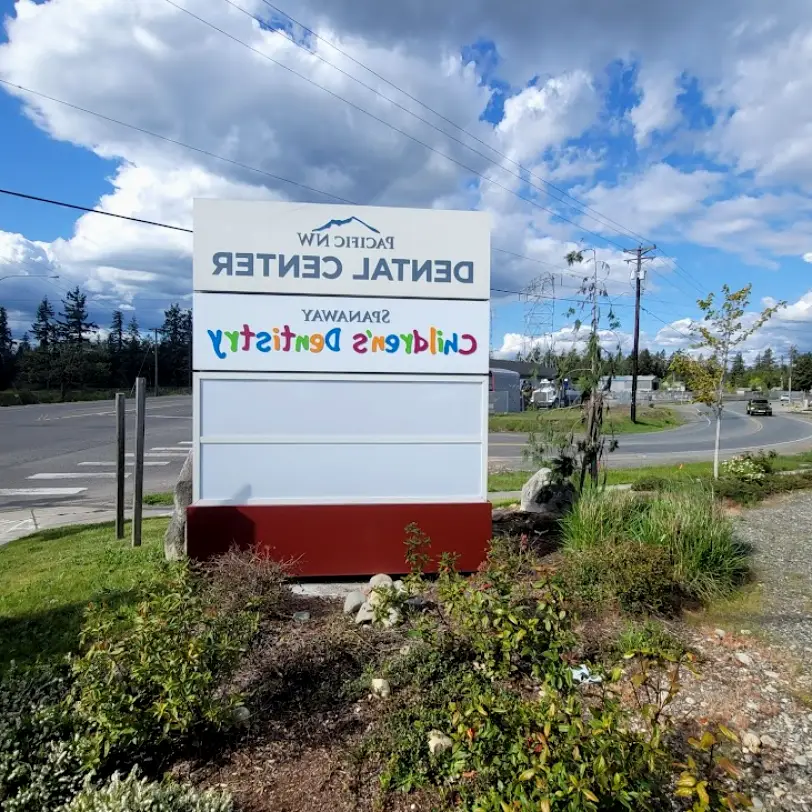 PACIFIC NW
DENTAL CENTER
SPANAWAY
Children's Dentistry